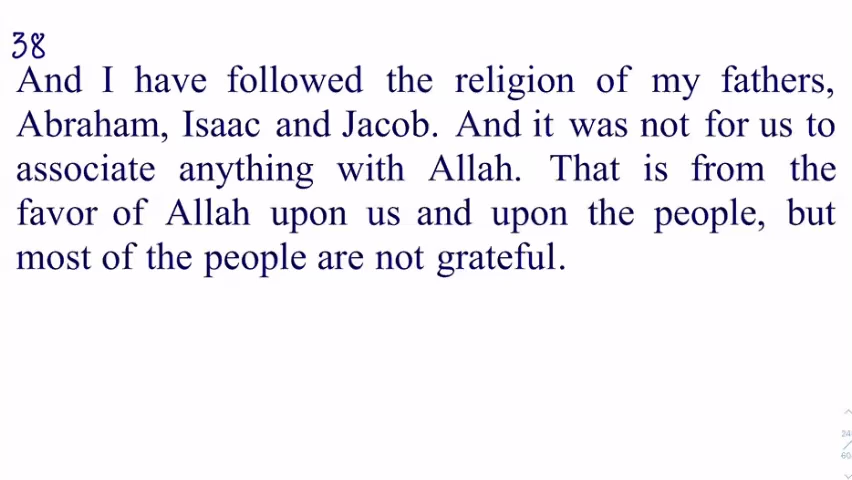 38
And I have followed the religion of my fathers,
Abraham, Isaac and Jacob. And it was not for us to
associate anything with Allah. That is from the
favor of Allah upon us and upon the people, but
most of the people are not grateful.
24
60